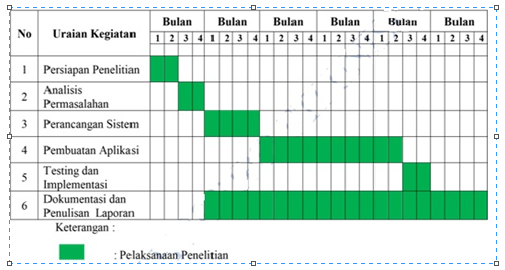 No Uraian Kegiatan Bulan Bulan Bulan Bulan Bulan Bulan
1 2 3 4 1 2 3 4 1 2 3 4 1 2 3 4 1 2 3 4 1 2 3 4
1 Persiapan Penelitian
2 Analisis
Permasalahan
3 Perancangan Sistem
4 Pembuatan Aplikasi
5 Testing dan
Implementasi
6 Dokumentasi dan
Penulisan Laporan
Keterangan :
: Pelaksanaan Penelitian